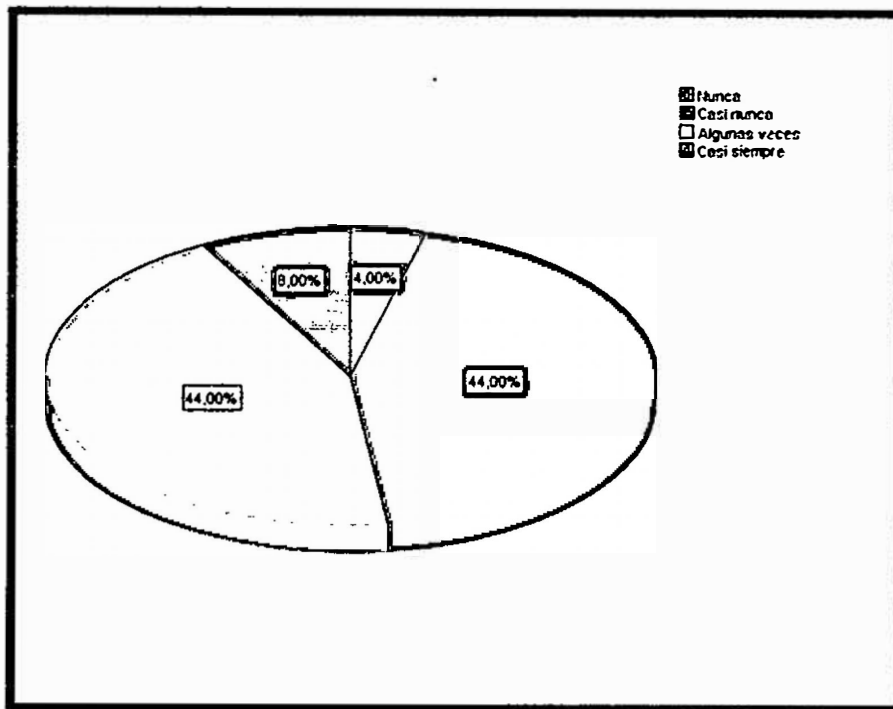 Nunca
Casi nunca
Algunas veces
Casi siempre
8,00%
4,00%
44,00%
44,00%